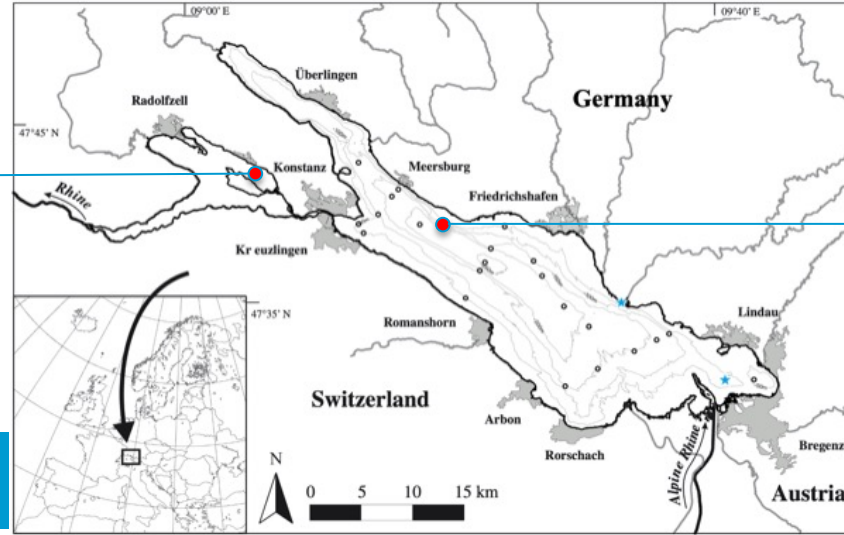 09°00' E
09°40' E
Überlingen
Germany
Radolfzell
47°45' N
Konstanz
Meersburg
Rhine
Friedrichshafen
Kr euzlingen
47°35' N
Lindau
Romanshorn
Switzerland
Arbon
Rorschach
Alpine Rhine
Bregenz
N
0 5 10 15 km
Austria